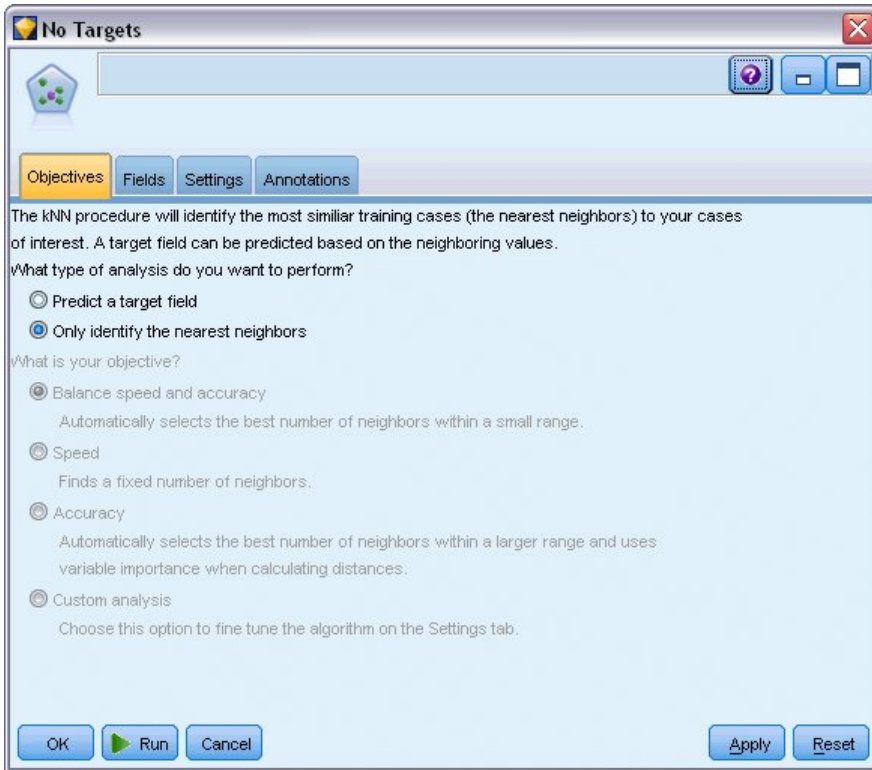 No Targets
?
Objectives
Fields
Settings
Annotations
The kNN procedure will identify the most similiar training cases (the nearest neighbors) to your cases
of interest. A target field can be predicted based on the neighboring values.
What type of analysis do you want to perform?
Predict a target field
Only identify the nearest neighbors
What is your objective?
Balance speed and accuracy
Automatically selects the best number of neighbors within a small range.
Speed
Finds a fixed number of neighbors.
Accuracy
Automatically selects the best number of neighbors within a larger range and uses
variable importance when calculating distances.
Custom analysis
Choose this option to fine tune the algorithm on the Settings tab.
OK
Run
Cancel
Apply
Reset